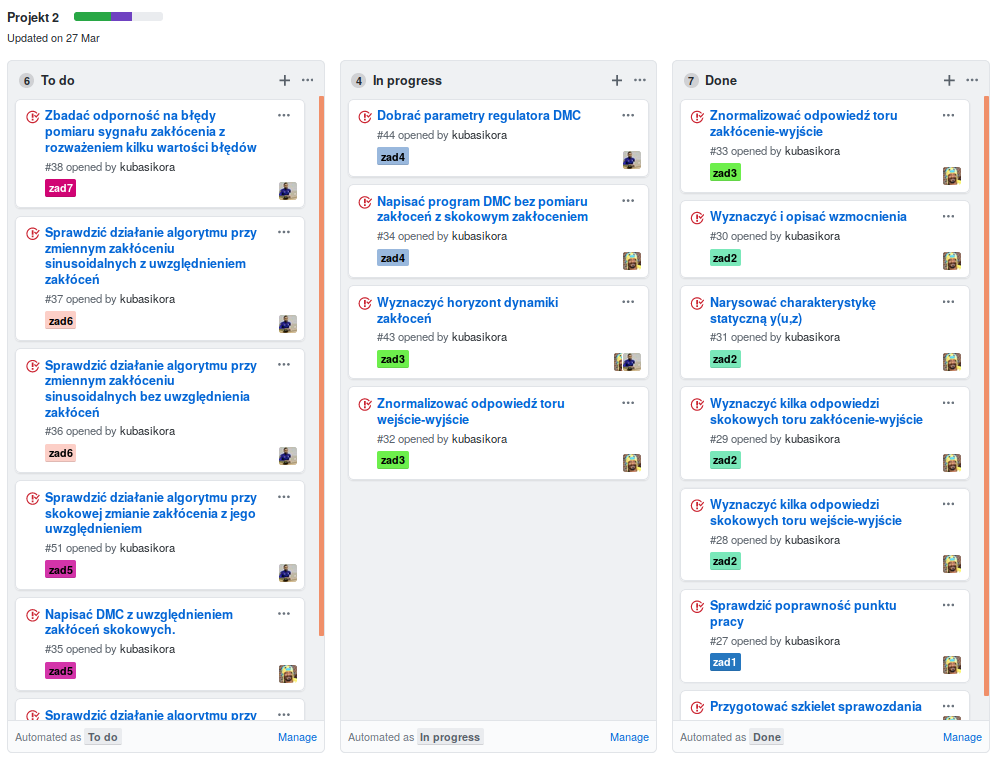 Projekt 2
Updated on 27 Mar
6 To do
Zbadać odporność na błędy
pomiaru sygnału zakłócenia z
rozważeniem kilku wartości błędów
#38 opened by kubasikora
zad7
Sprawdzić działanie algorytmu przy
zmiennym zakłóceniu
sinusoidalnych z uwzględnieniem
zakłóceń
#37 opened by kubasikora
zad6
Sprawdzić działanie algorytmu przy
zmiennym zakłóceniu
sinusoidalnych bez uwzględnienia
zakłóceń
#36 opened by kubasikora
zad6
Sprawdzić działanie algorytmu przy
skokowej zmianie zakłócenia z jego
uwzględnieniem
#51 opened by kubasikora
zad5
Napisać DMC z uwzględnieniem
zakłóceń skokowych.
#35 opened by kubasikora
zad5
Sprawdzić działanie algorytmu przy
Automated as To do
Manage
4 In progress
Dobrać parametry regulatora DMC
#44 opened by kubasikora
zad4
Napisać program DMC bez pomiaru
zakłoceń z skokowym zakłoceniem
#34 opened by kubasikora
zad4
Wyznaczyć horyzont dynamiki
zakłoceń
#43 opened by kubasikora
zad3
Znormalizować odpowiedź toru
wejście-wyjście
#32 opened by kubasikora
zad3
Automated as In progress
Manage
7 Done
Znormalizować odpowiedź toru
zakłócenie-wyjście
#33 opened by kubasikora
zad3
Wyznaczyć i opisać wzmocnienia
#30 opened by kubasikora
zad2
Narysować charakterystykę
statyczną y(u,z)
#31 opened by kubasikora
zad2
Wyznaczyć kilka odpowiedzi
skokowych toru zakłócenie-wyjście
#29 opened by kubasikora
zad2
Wyznaczyć kilka odpowiedzi
skokowych toru wejście-wyjście
#28 opened by kubasikora
zad2
Sprawdzić poprawność punktu
pracy
#27 opened by kubasikora
zad1
Przygotować szkielet sprawozdania
Automated as Done
Manage